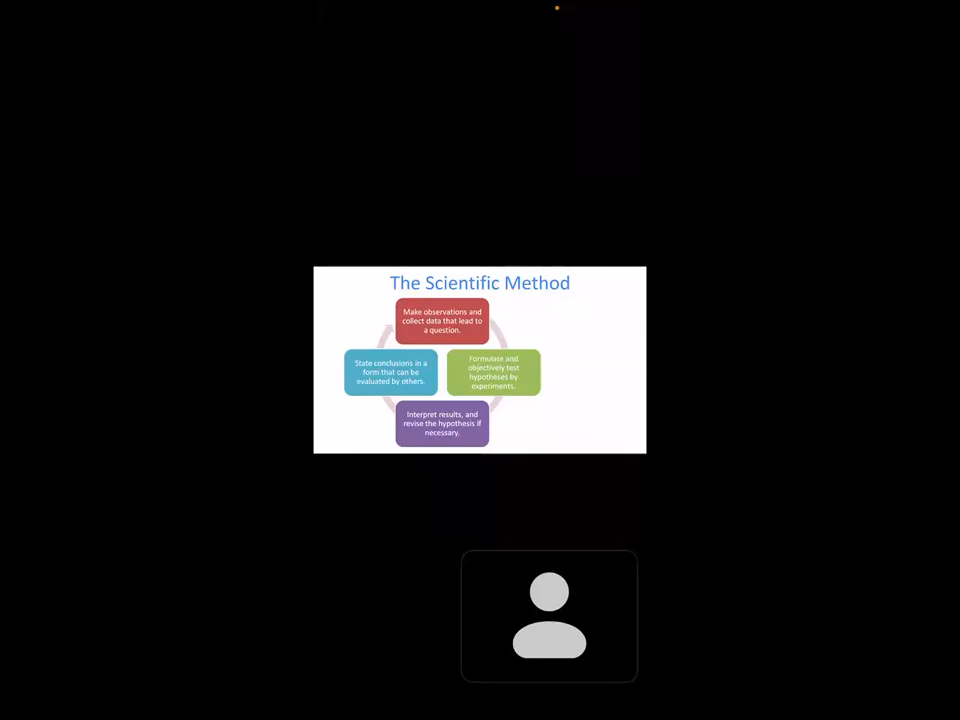 The Scientific Method
Make observations and
collect data that lead to
a question.
Formulate and
objectively test
hypotheses by
experiments.
Interpret results, and
revise the hypothesis if
necessary.
State conclusions in a
form that can be
evaluated by others.